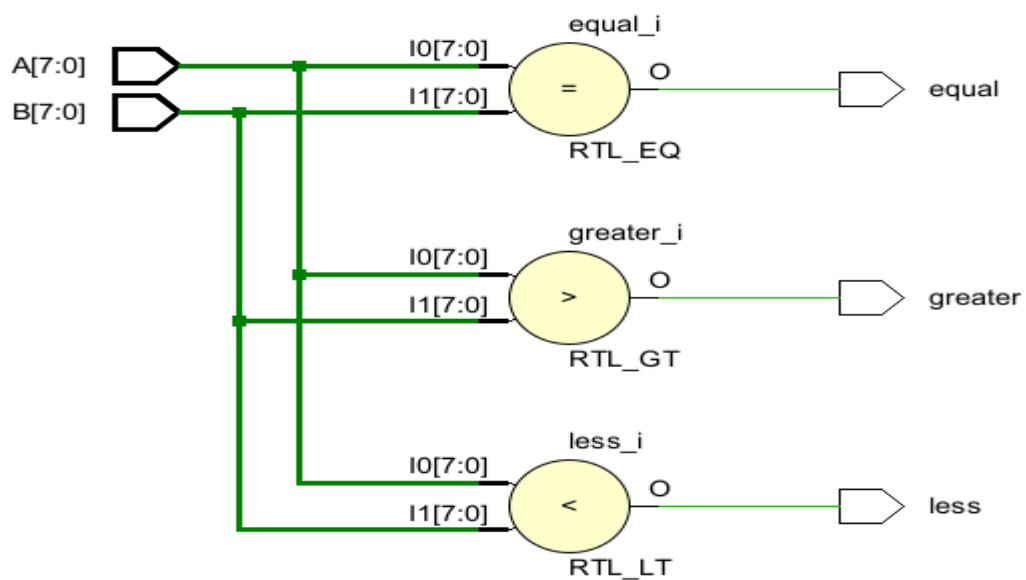 equal_i
A[7:0]
I0[7:0]
=
O
equal
B[7:0]
I1[7:0]
RTL_EQ
greater_i
I0[7:0]
>
O
greater
I1[7:0]
RTL_GT
less_i
I0[7:0]
<
O
less
I1[7:0]
RTL_LT